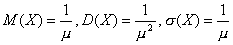 M(X) = 1/μ, D(X) = 1/μ², σ(X) = 1/μ